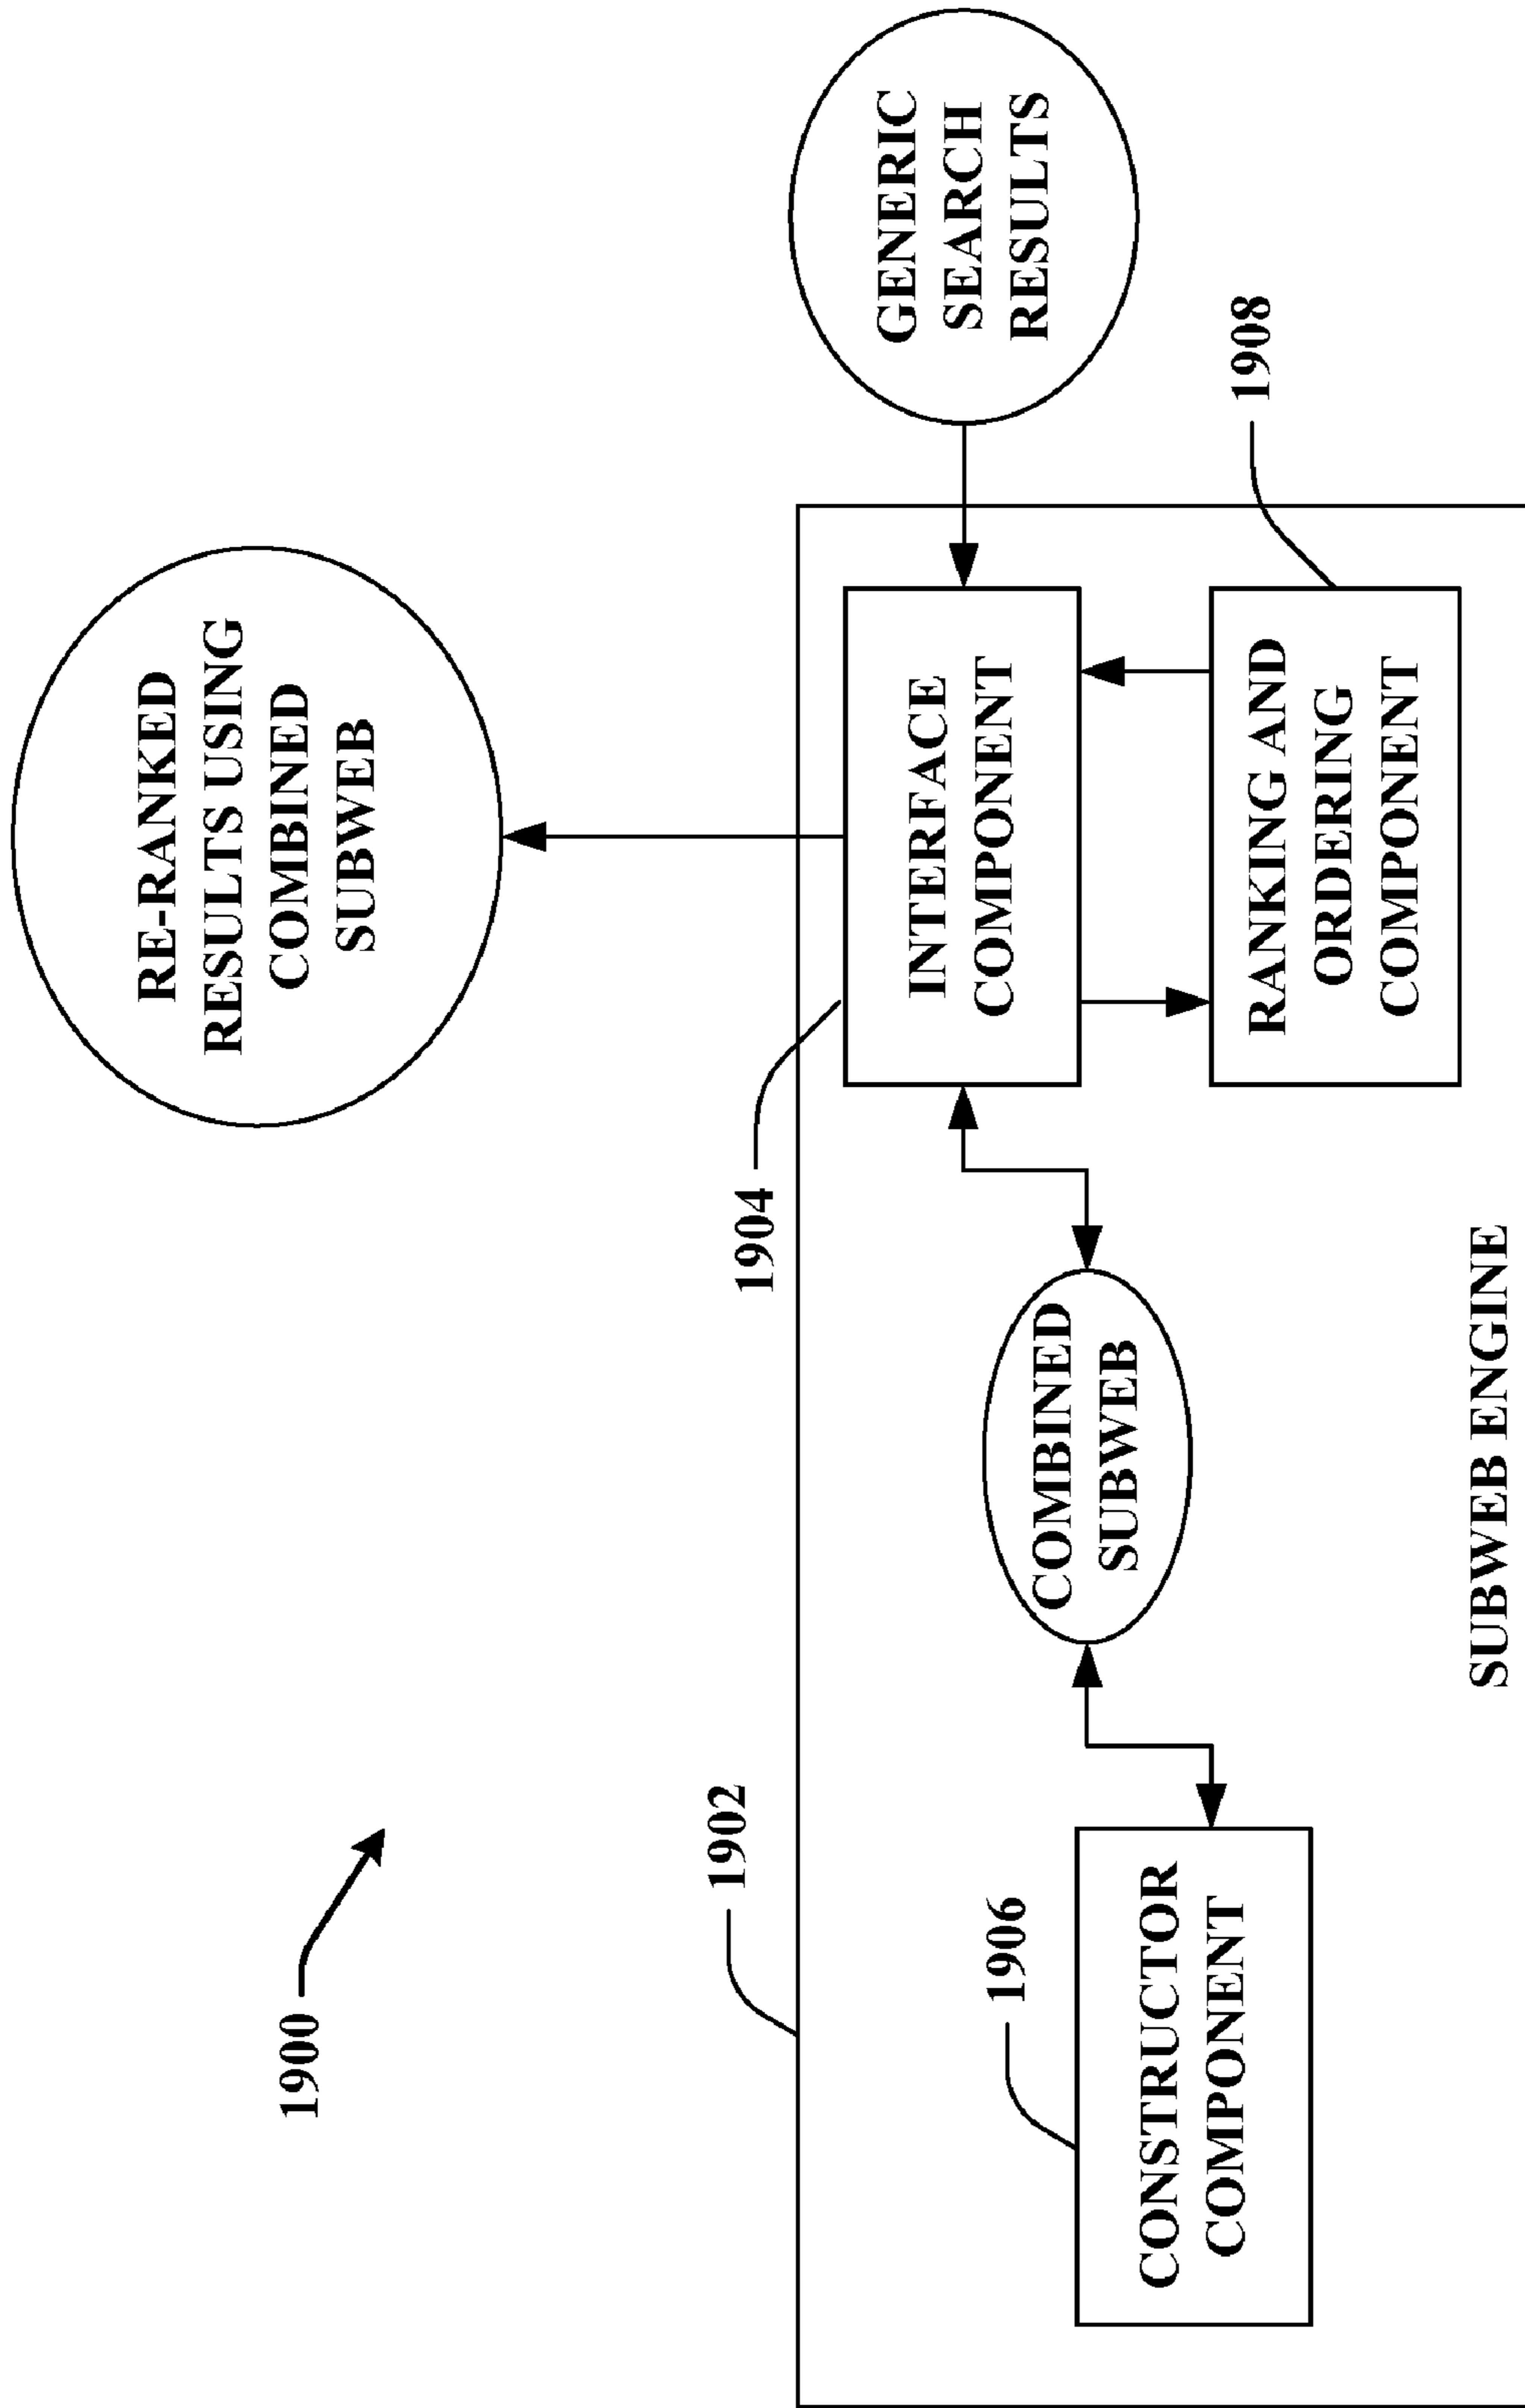 1900
RE-RANKED
RESULTS USING
COMBINED
SUBWEB
1902
1904
GENERIC
SEARCH
RESULTS
INTERFACE
COMPONENT
1906
COMBINED
SUBWEB
CONSTRUCTOR
COMPONENT
1908
RANKING AND
ORDERING
COMPONENT
SUBWEB ENGINE